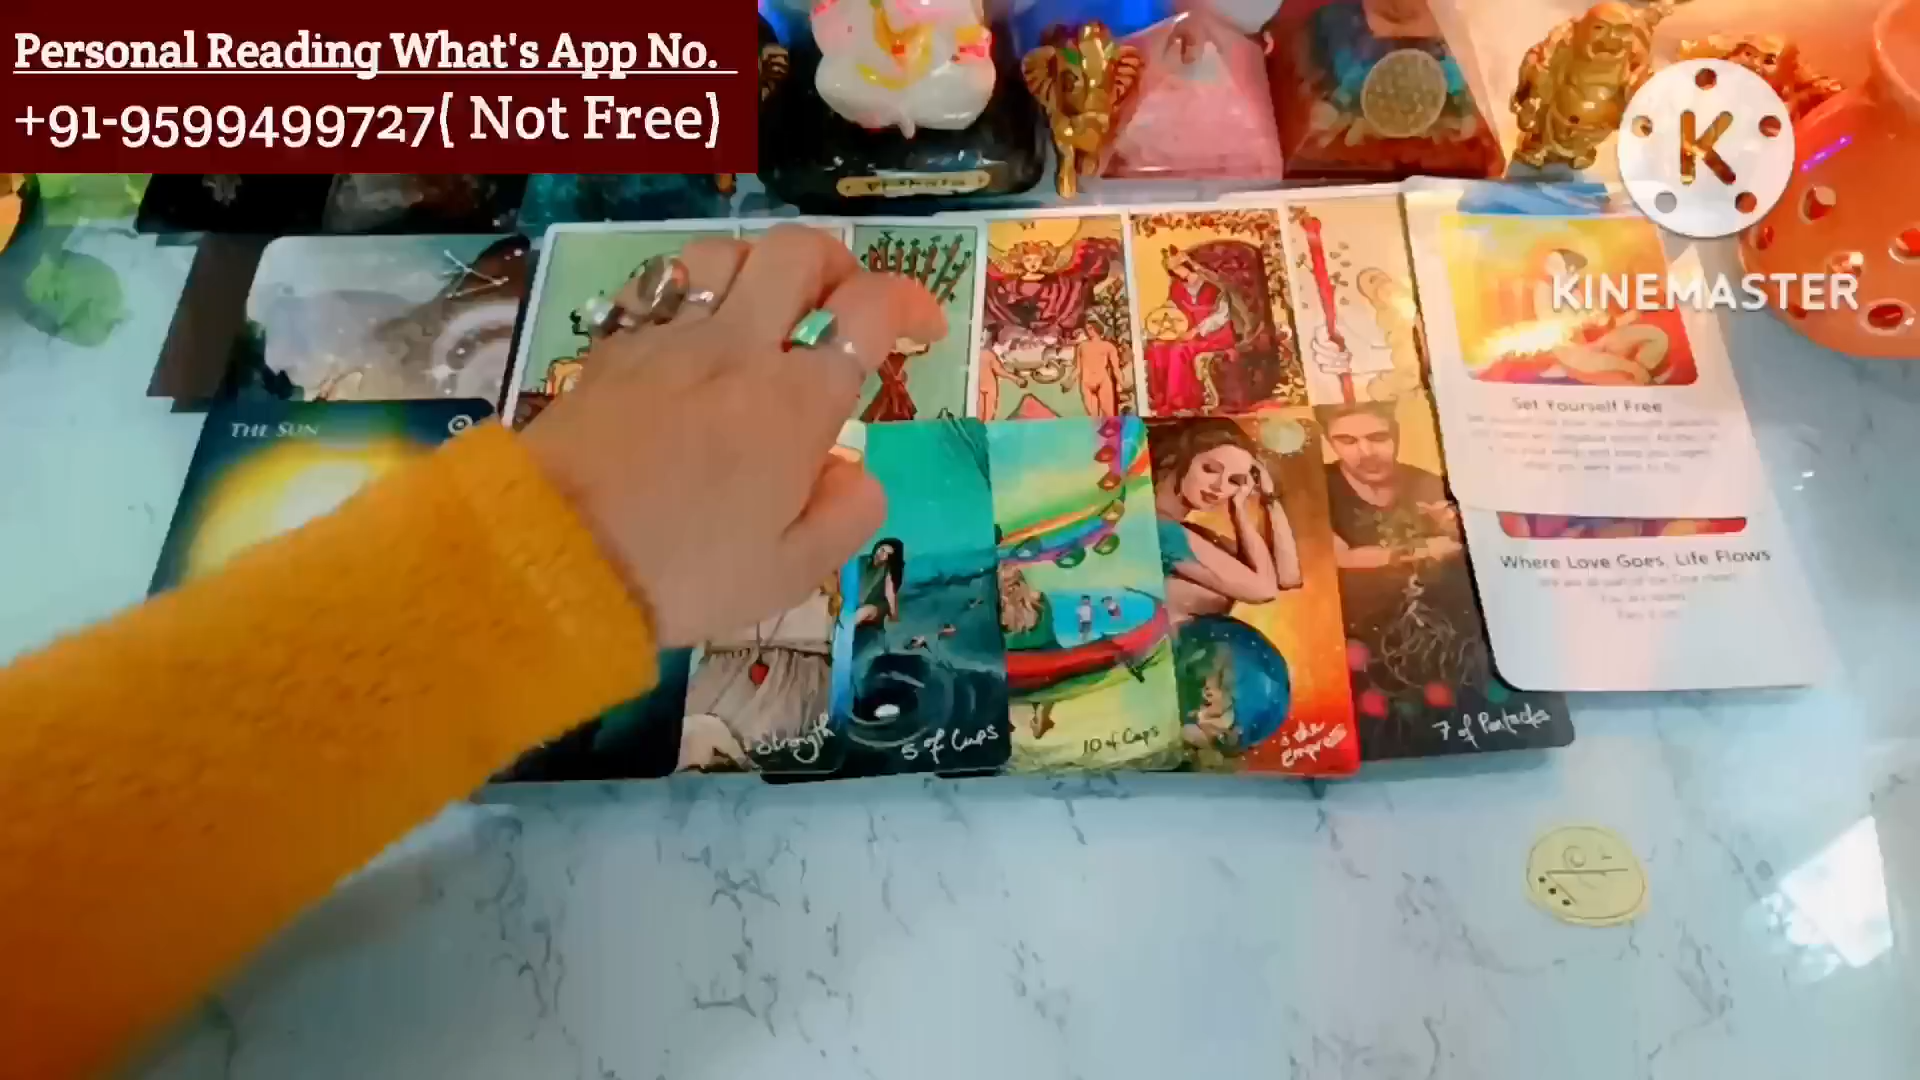 Personal Reading What's App No.
+91-9599499727( Not Free)
K
KINEMASTER
VI
THE SUN
Set Yourself Free
Where Love Goes, Life Flows
Strength
5 of Cups
10 of Cups
the
Empress
7 of Pentacles